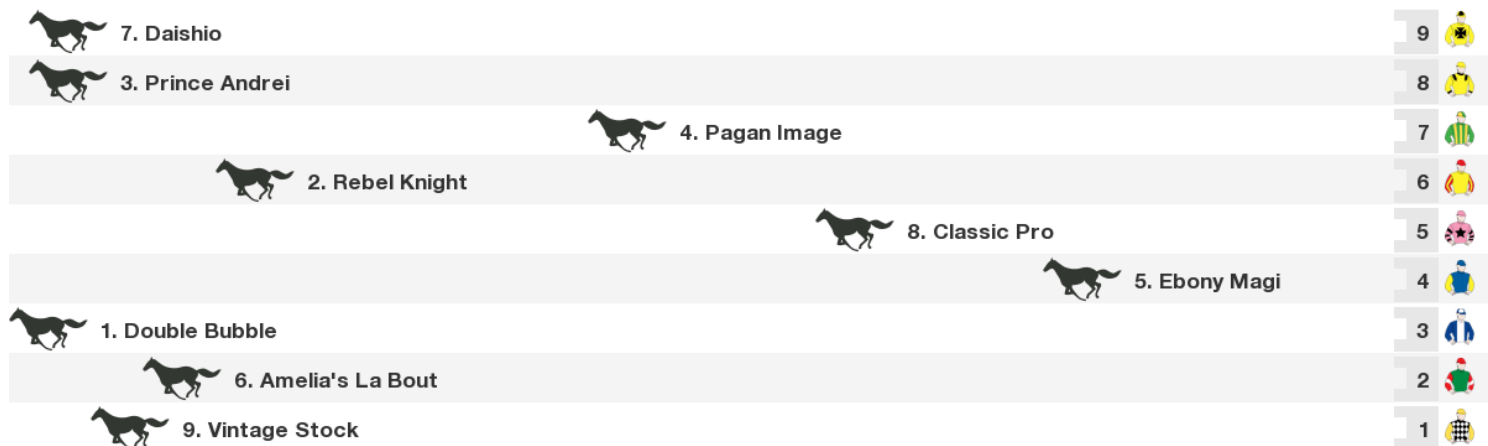 7. Daishio 9
3. Prince Andrei 8
4. Pagan Image 7
2. Rebel Knight 6
8. Classic Pro 5
5. Ebony Magi 4
1. Double Bubble 3
6. Amelia's La Bout 2
9. Vintage Stock 1